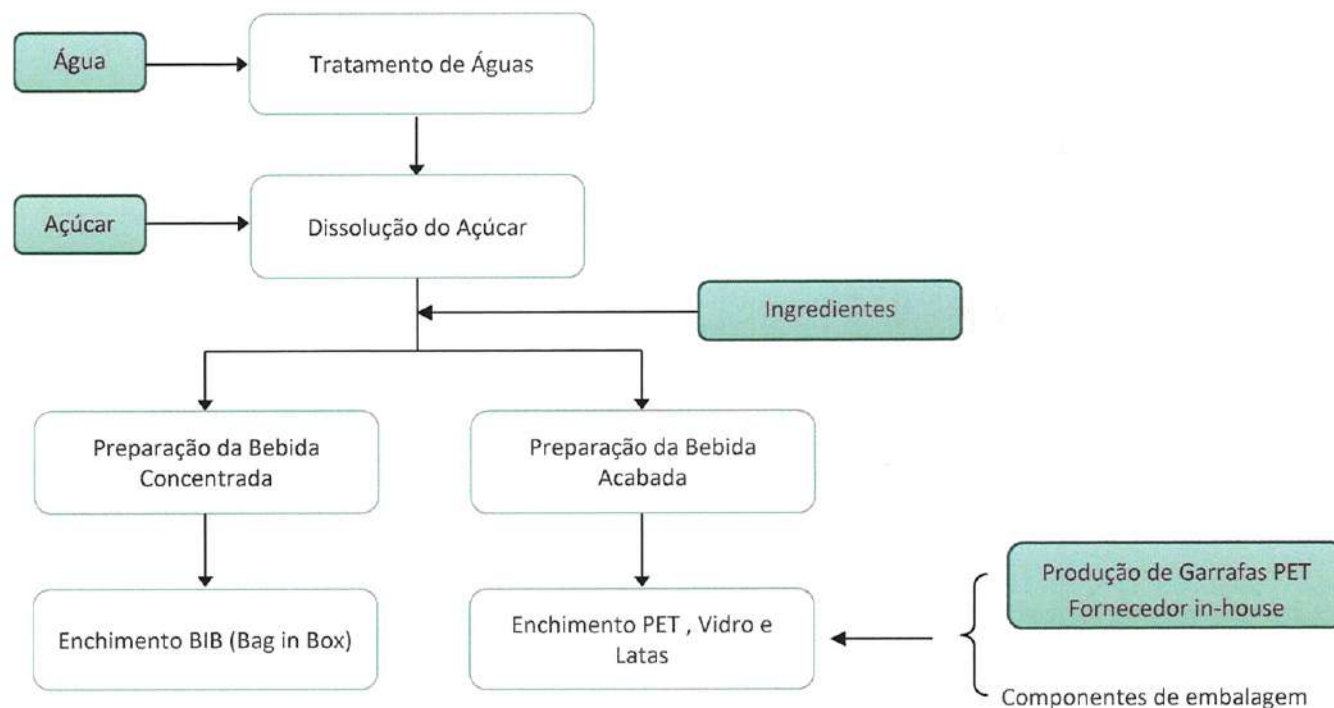 Água
Tratamento de Águas
Açúcar
Dissolução do Açúcar
Ingredientes
Preparação da Bebida
Concentrada
Preparação da Bebida
Acabada
Enchimento BIB (Bag in Box)
Enchimento PET , Vidro e
Latas
Produção de Garrafas PET
Fornecedor in-house
Componentes de embalagem